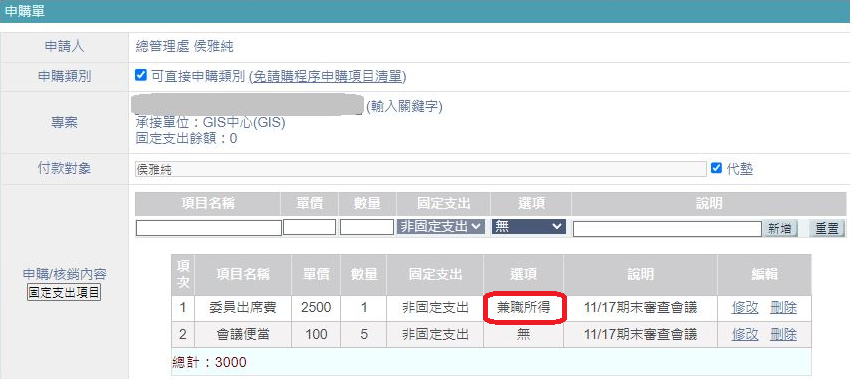 申購單
申請人 總管理處 侯雅純
申購類別 可直接申購類別 (免請購程序申購項目清單)
專案 (輸入關鍵字)
承接單位：GIS中心(GIS)
固定支出餘額：0
付款對象 侯雅純 代墊
申購/核銷內容
固定支出項目
項目名稱 單價 數量 固定支出 選項 說明
非固定支出 無 新增 重置
項次 項目名稱 單價 數量 固定支出 選項 說明 編輯
1 委員出席費 2500 1 非固定支出 兼職所得 11/17期末審查會議 修改 刪除
2 會議便當 100 5 非固定支出 無 11/17期末審查會議 修改 刪除
總計：3000